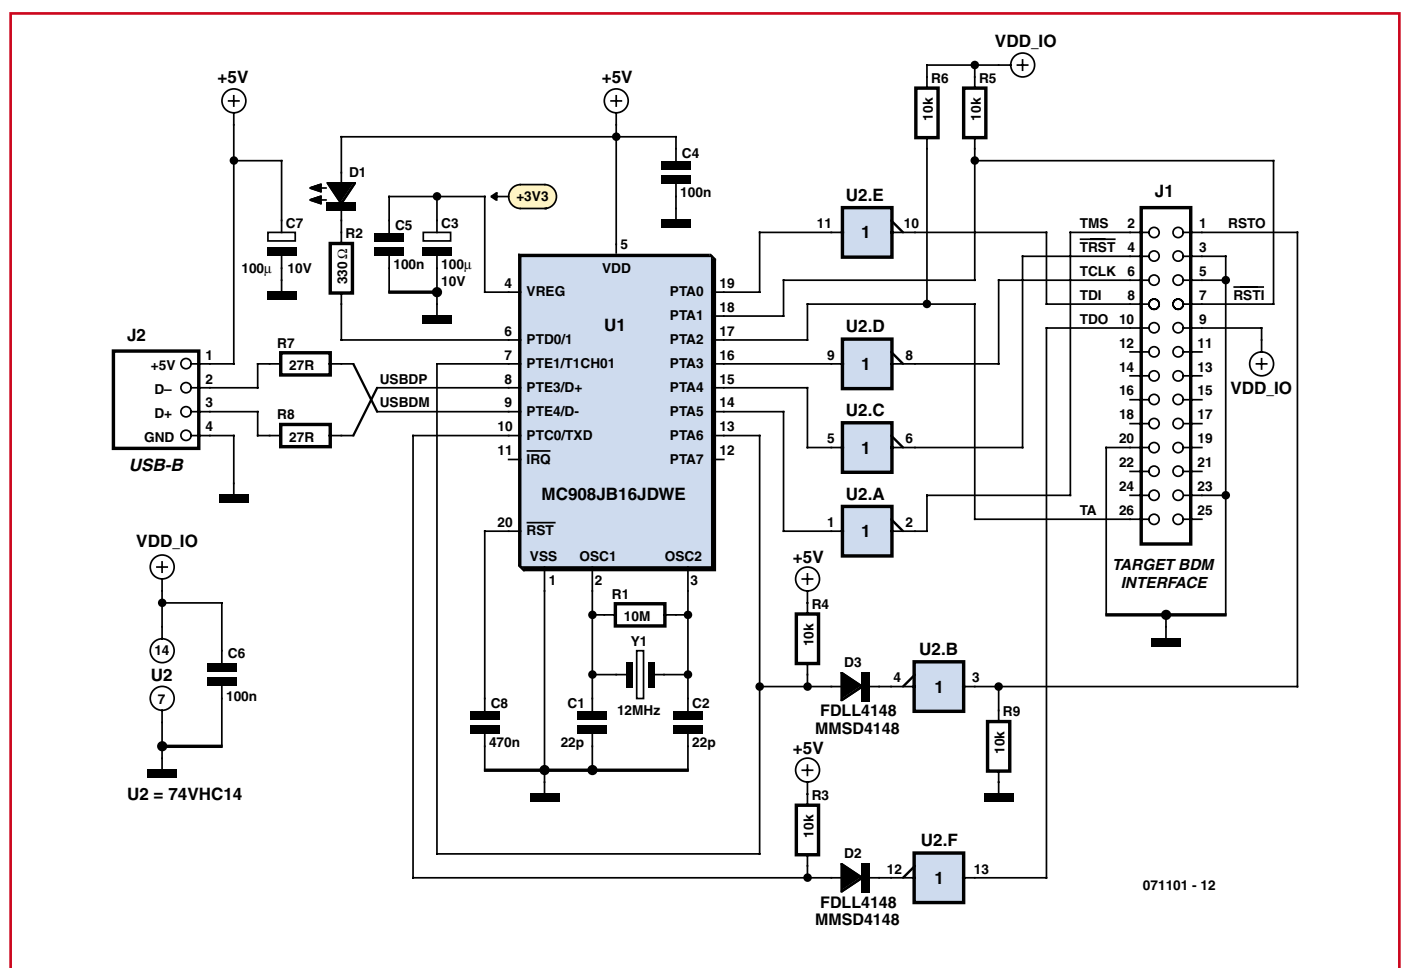 VDD_IO
+5V
+5V
R6
R5
10k
10k
D1
C4
100n
U2.E
J1
+3V3
11
1
10
TMS
2
1
RSTO
C7
R2
C5
C3
5
TRST
4
3
100µ
10V
330 Ω
100n
100µ
10V
VDD
TCLK
6
5
4
VREG
PTA0
19
TDI
8
7
RSTI
U1
PTA1
18
U2.D
TDO
10
9
J2
6
PTD0/1
PTA2
17
12
11
R7
7
PTE1/T1CH01
PTA3
16
9
1
8
14
13
VDD_IO
+5V
1
27R
USBDP
8
PTE3/D+
PTA4
15
16
15
D–
2
USBDM
9
PTE4/D-
PTA5
14
U2.C
18
17
D+
3
R8
10
PTC0/TXD
PTA6
13
5
1
6
20
19
GND
4
27R
11
IRQ
PTA7
12
22
21
USB-B
MC908JB16JDWE
U2.A
24
23
20
RST
1
1
2
TA
26
25
VDD_IO
VSS
OSC1
OSC2
+5V
TARGET BDM
INTERFACE
1
2
3
R1
R4
10M
10k
14
Y1
D3
U2.B
U2
C6
4
1
3
7
100n
C8
C1
12MHz
C2
FDLL4148
MMSD4148
R9
470n
22p
22p
10k
+5V
U2 = 74VHC14
R3
10k
D2
U2.F
12
1
13
071101 - 12
FDLL4148
MMSD4148